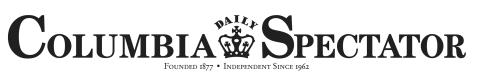 COLUMBIA DAILY SPECTATOR
FOUNDED 1877 • INDEPENDENT SINCE 1962